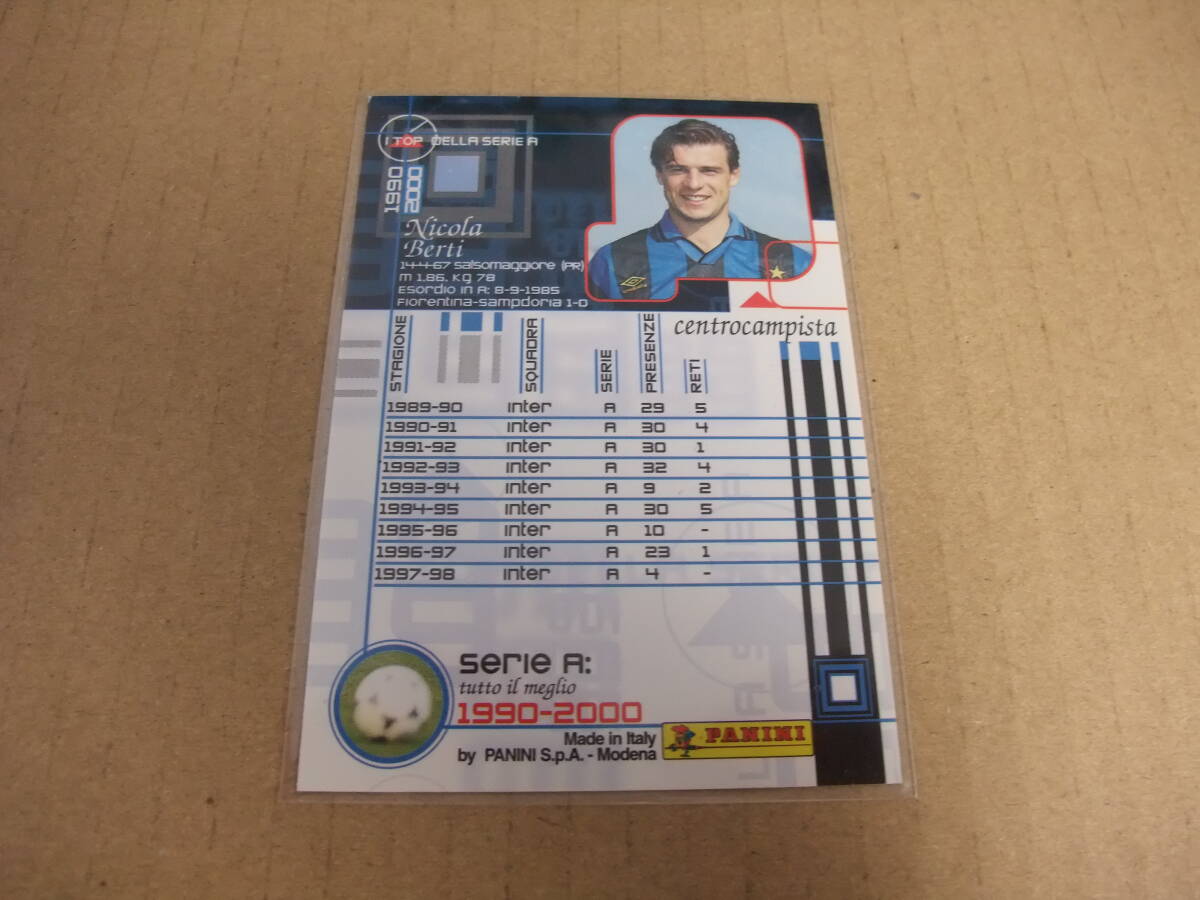 I TOP DELLA SERIE A
1990
2000
Nicola
Berti
14-4-67 Salsomaggiore (PR)
m 1.86. kg 78
Esordio in A: 8-9-1985
Fiorentina-Sampdoria 1-0
centrocampista
STAGIONE SQUADRA SERIE PRESENZE RETI
1989-90 Inter A 29 5
1990-91 Inter A 30 4
1991-92 Inter A 30 1
1992-93 Inter A 32 4
1993-94 Inter A 9 2
1994-95 Inter A 30 5
1995-96 Inter A 10 -
1996-97 Inter A 23 1
1997-98 Inter A 4 -
Serie A:
tutto il meglio
1990-2000
Made in Italy
by PANINI S.p.A. - Modena
PANINI